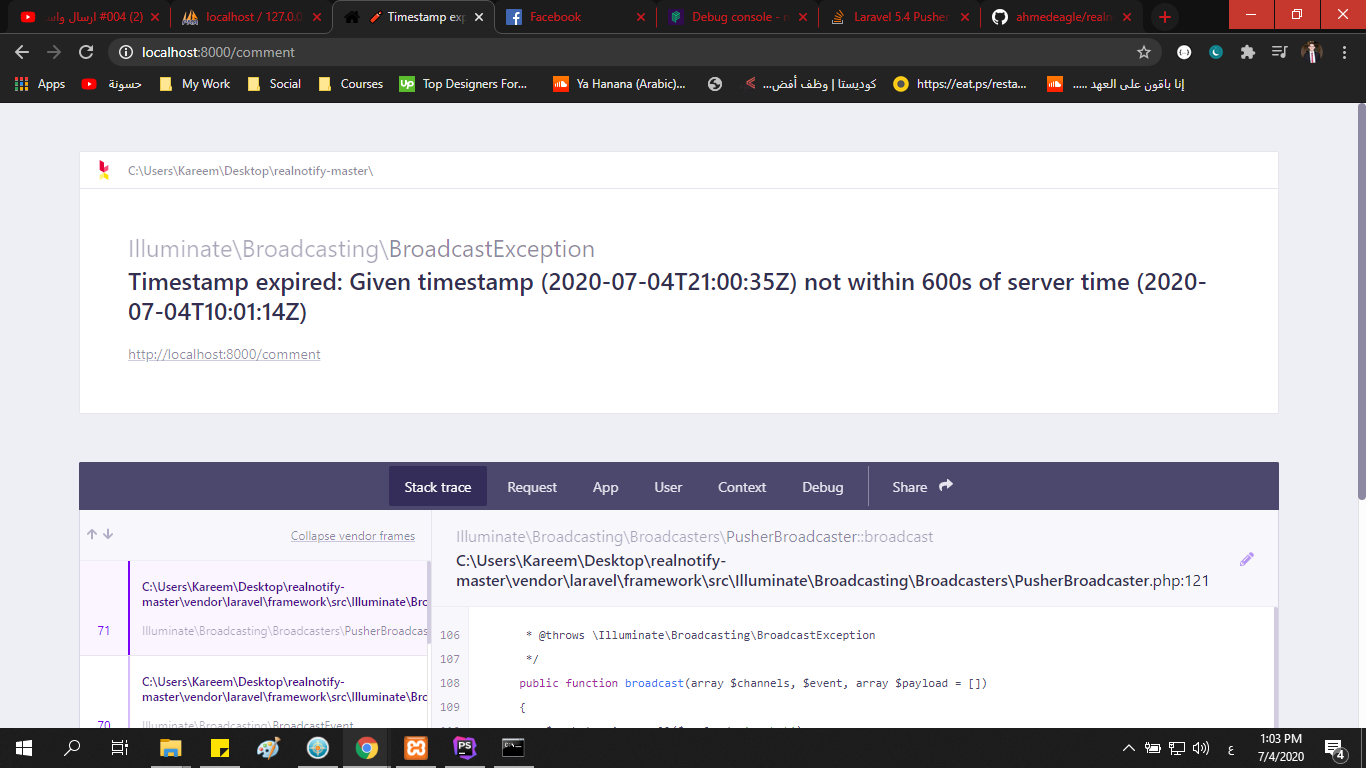 (2) #004 ارسال واس
localhost / 127.0.0
Timestamp exp
Facebook
Debug console - r
Laravel 5.4 Pusher
ahmedeagle/realn
localhost:8000/comment
Apps
حسونة
My Work
Social
Courses
Up
Top Designers For...
Ya Hanana (Arabic)...
كوديستا | وظف أفض...
https://eat.ps/resta...
إنا باقون على العهد .....
C:\Users\Kareem\Desktop\realnotify-master\
Illuminate\Broadcasting\BroadcastException
Timestamp expired: Given timestamp (2020-07-04T21:00:35Z) not within 600s of server time (2020-
07-04T10:01:14Z)
http://localhost:8000/comment
Stack trace
Request
App
User
Context
Debug
Share
Collapse vendor frames
C:\Users\Kareem\Desktop\realnotify-
master\vendor\laravel\framework\src\Illuminate\Bro
71
Illuminate\Broadcasting\Broadcasters\PusherBroadcas
C:\Users\Kareem\Desktop\realnotify-
master\vendor\laravel\framework\src\Illuminate\Bro
70
Illuminate\Broadcasting\BroadcastEvent
Illuminate\Broadcasting\Broadcasters\PusherBroadcaster::broadcast
C:\Users\Kareem\Desktop\realnotify-
master\vendor\laravel\framework\src\Illuminate\Broadcasting\Broadcasters\PusherBroadcaster.php:121
106 * @throws \Illuminate\Broadcasting\BroadcastException
107 */
108 public function broadcast(array $channels, $event, array $payload = [])
109 {
PS
ع
1:03 PM
7/4/2020
4